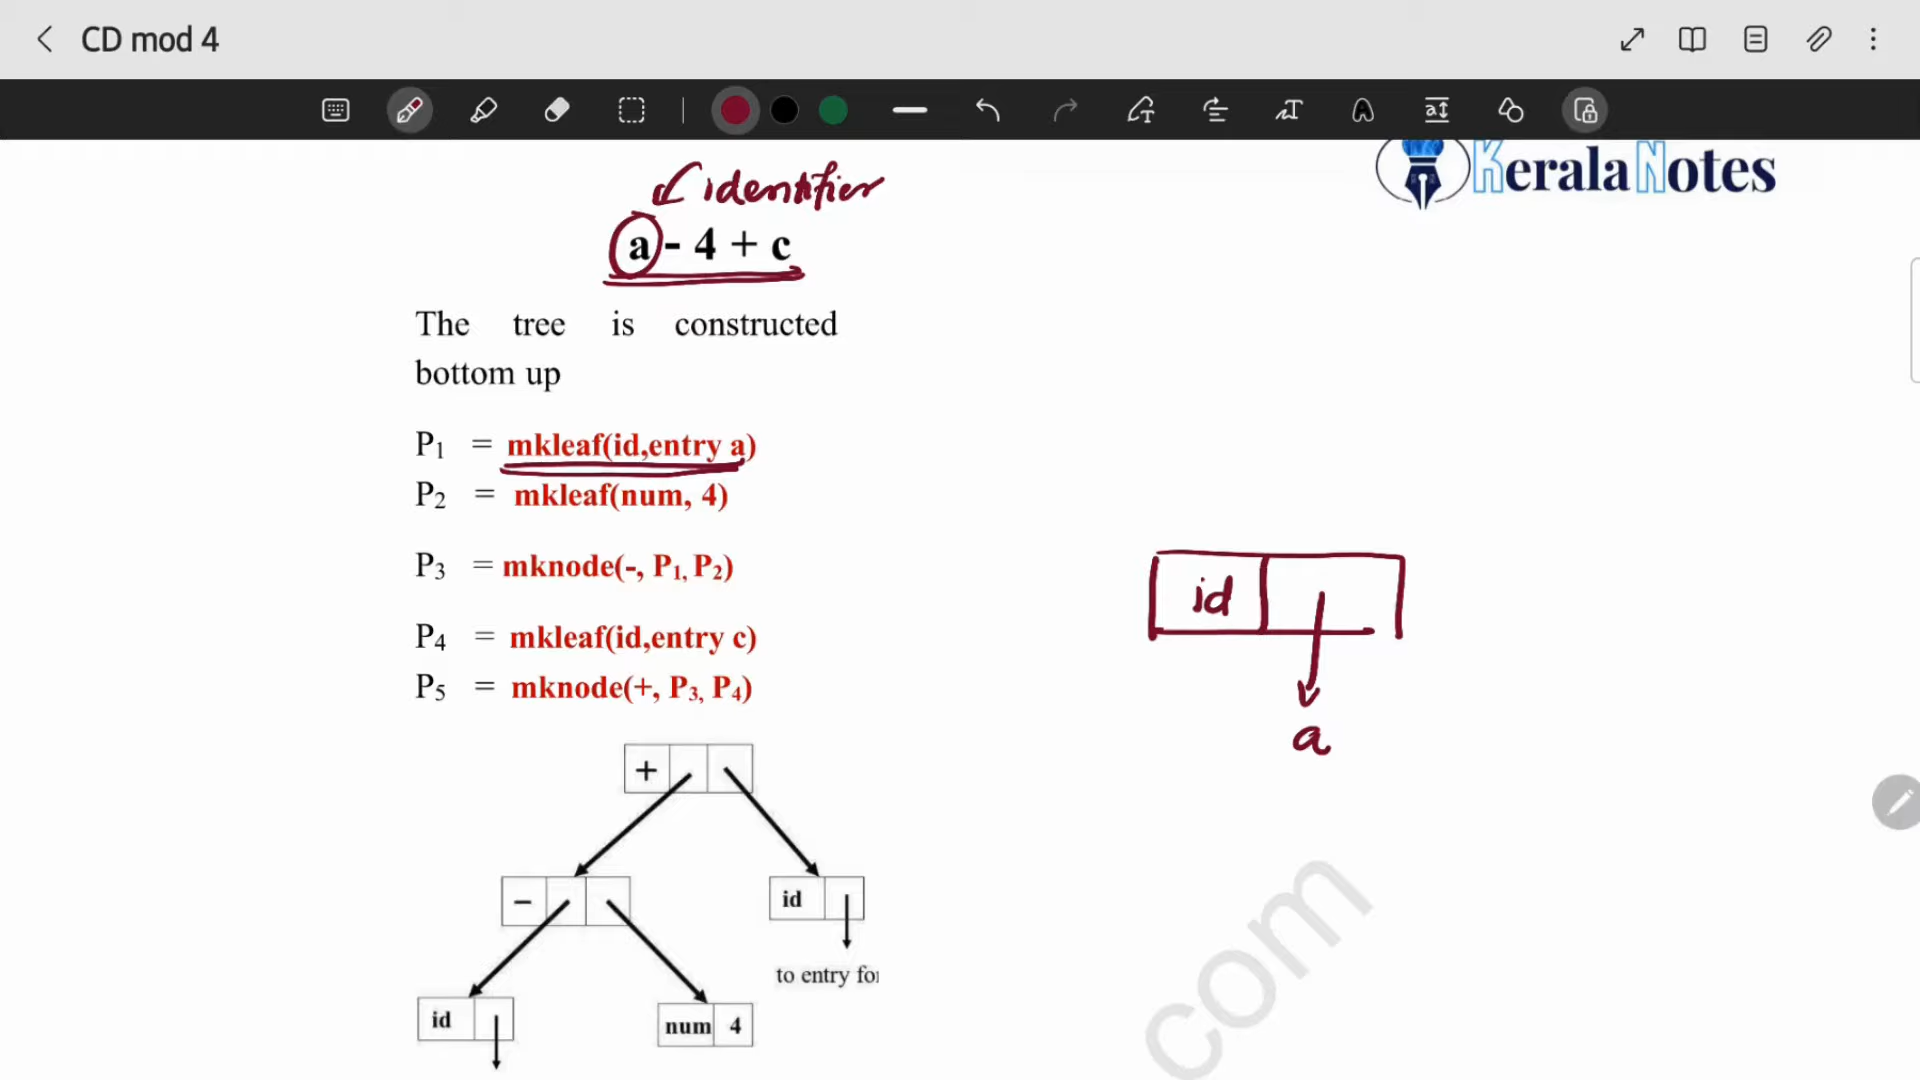 CD mod 4
KeralaNotes
identifier
a - 4 + c
The tree is constructed
bottom up
P1 = mkleaf(id,entry a)
P2 = mkleaf(num, 4)
P3 = mknode(-, P1, P2)
P4 = mkleaf(id,entry c)
P5 = mknode(+, P3, P4)
id
a
+
−
id
to entry for
id
num 4
com